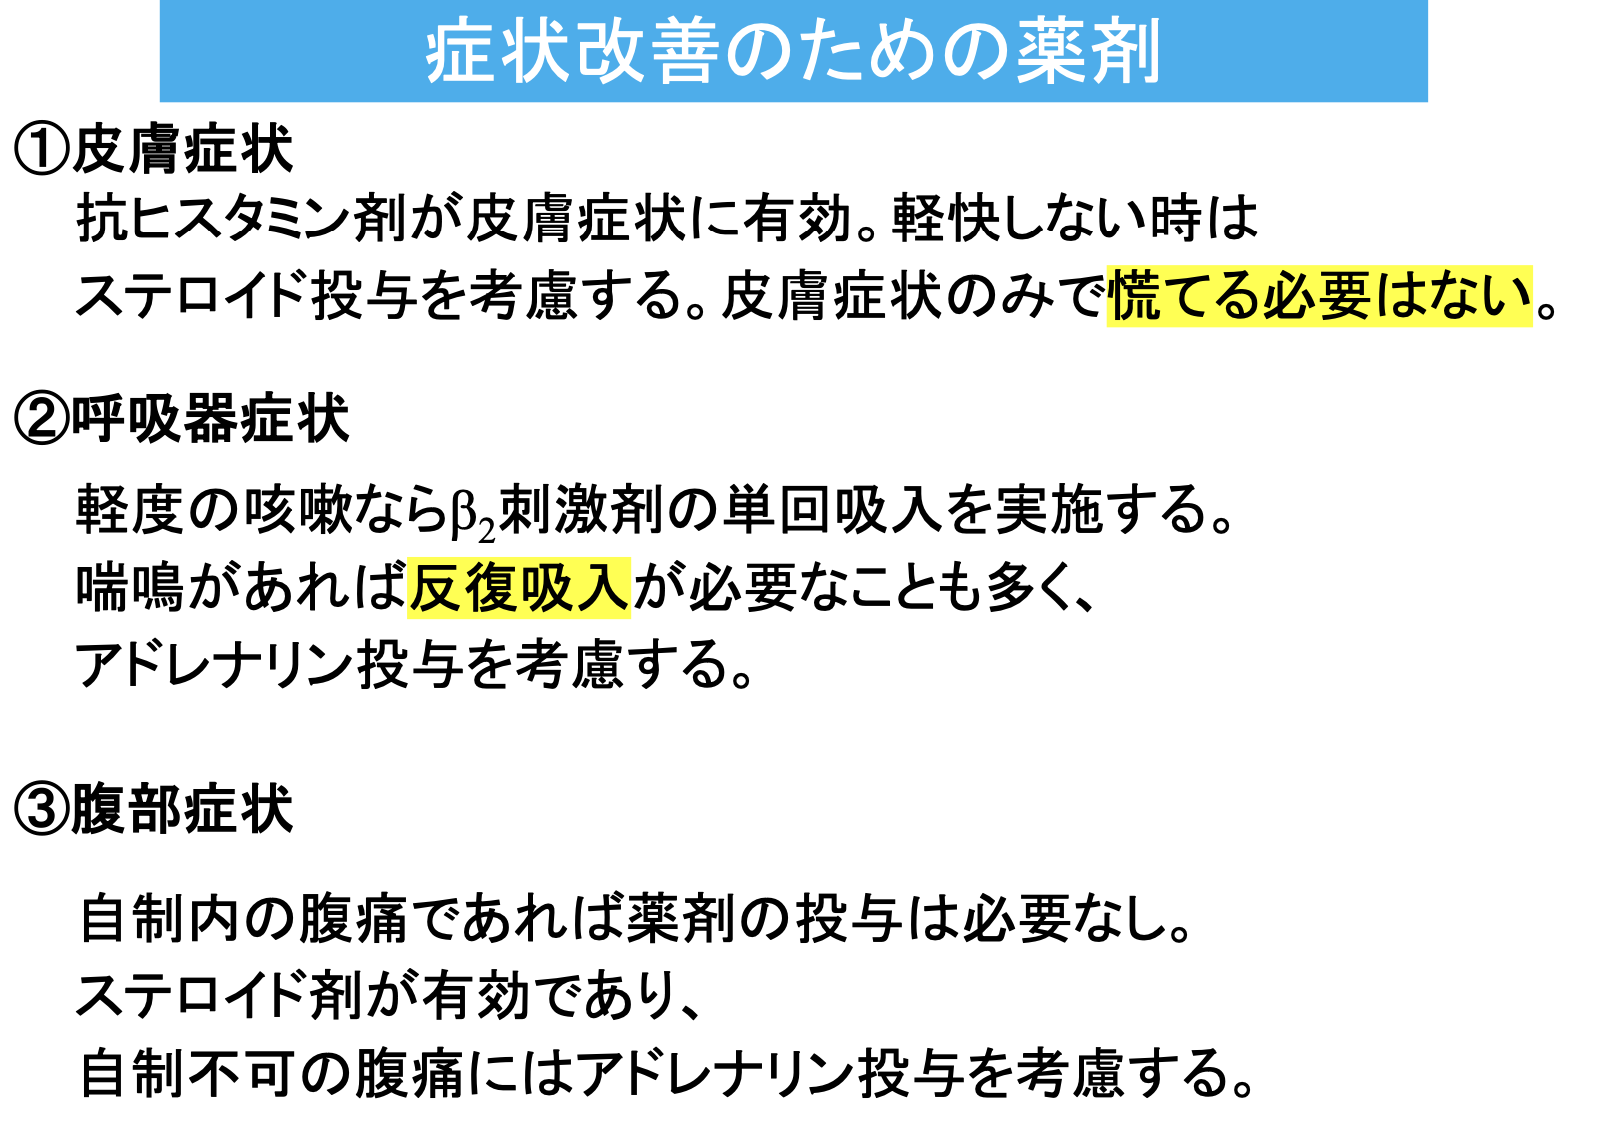 症状改善のための薬剤
①皮膚症状
抗ヒスタミン剤が皮膚症状に有効。軽快しない時は
ステロイド投与を考慮する。皮膚症状のみで慌てる必要はない。
②呼吸器症状
軽度の咳嗽ならβ₂刺激剤の単回吸入を実施する。
喘鳴があれば反復吸入が必要なことも多く、
アドレナリン投与を考慮する。
③腹部症状
自制内の腹痛であれば薬剤の投与は必要なし。
ステロイド剤が有効であり、
自制不可の腹痛にはアドレナリン投与を考慮する。